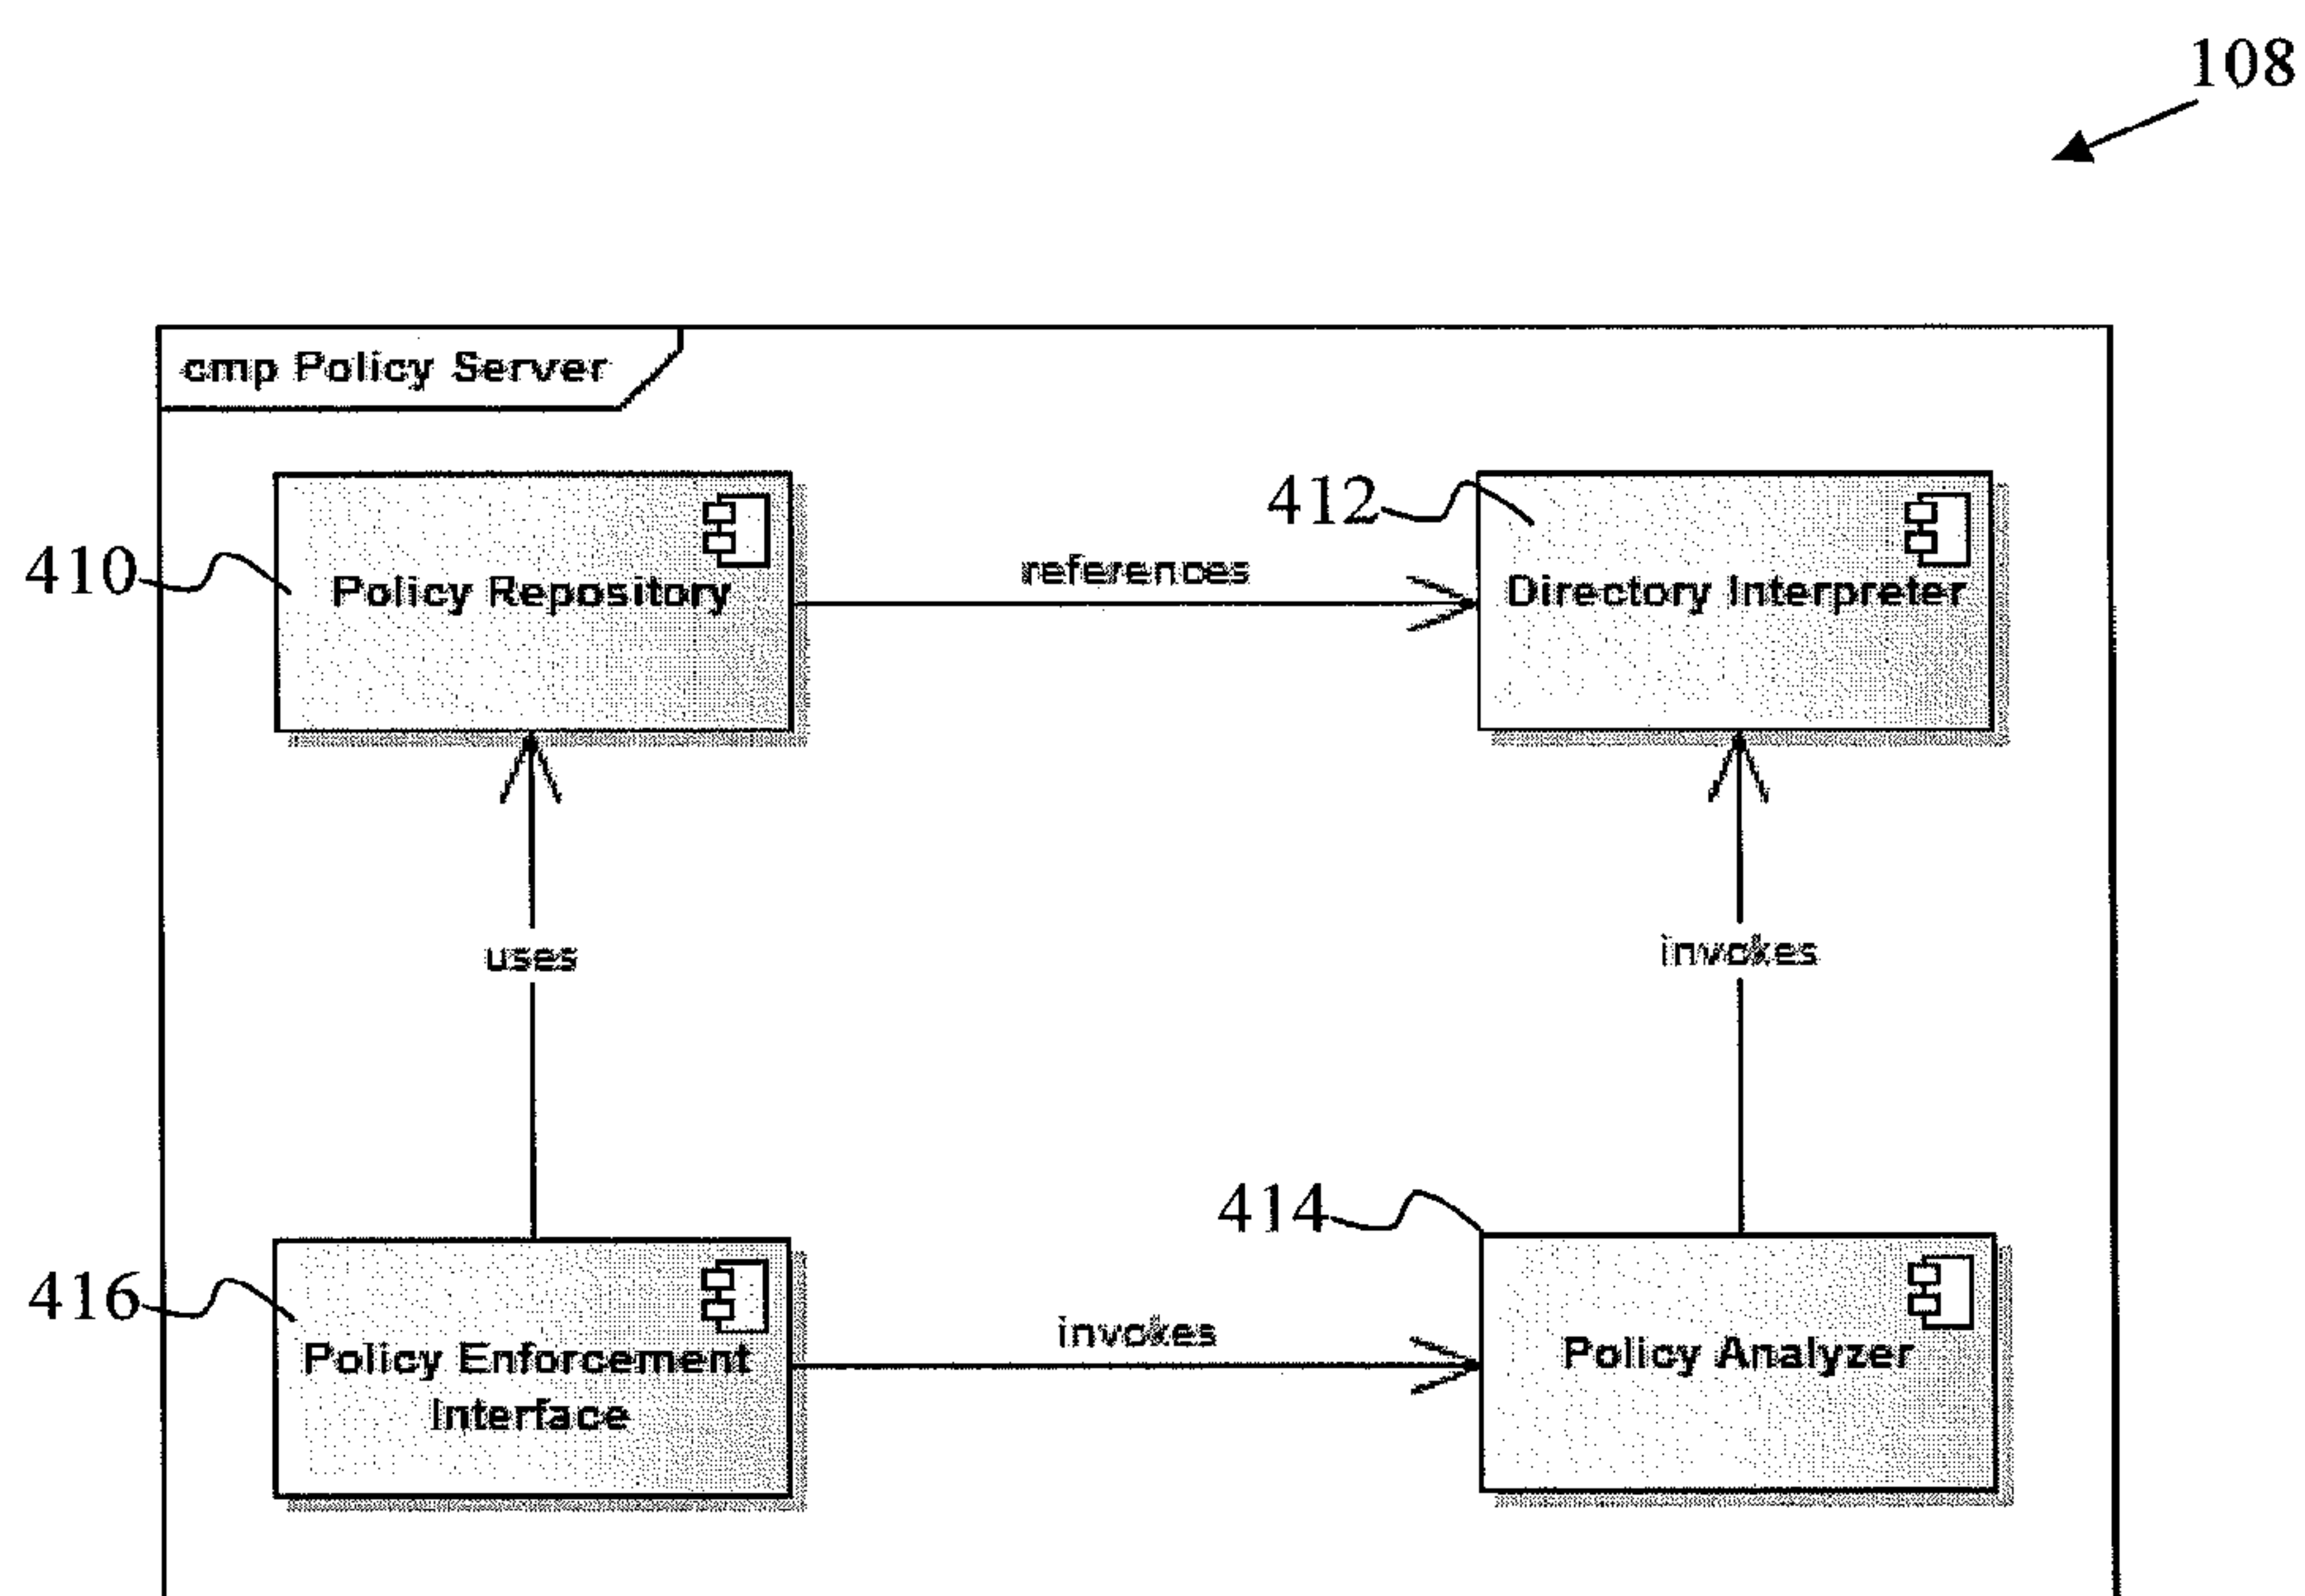 108
cmp Policy Server
412
references
410
Policy Repository
Directory Interpreter
uses
invokes
414
416
invokes
Policy Enforcement
Interface
Policy Analyzer